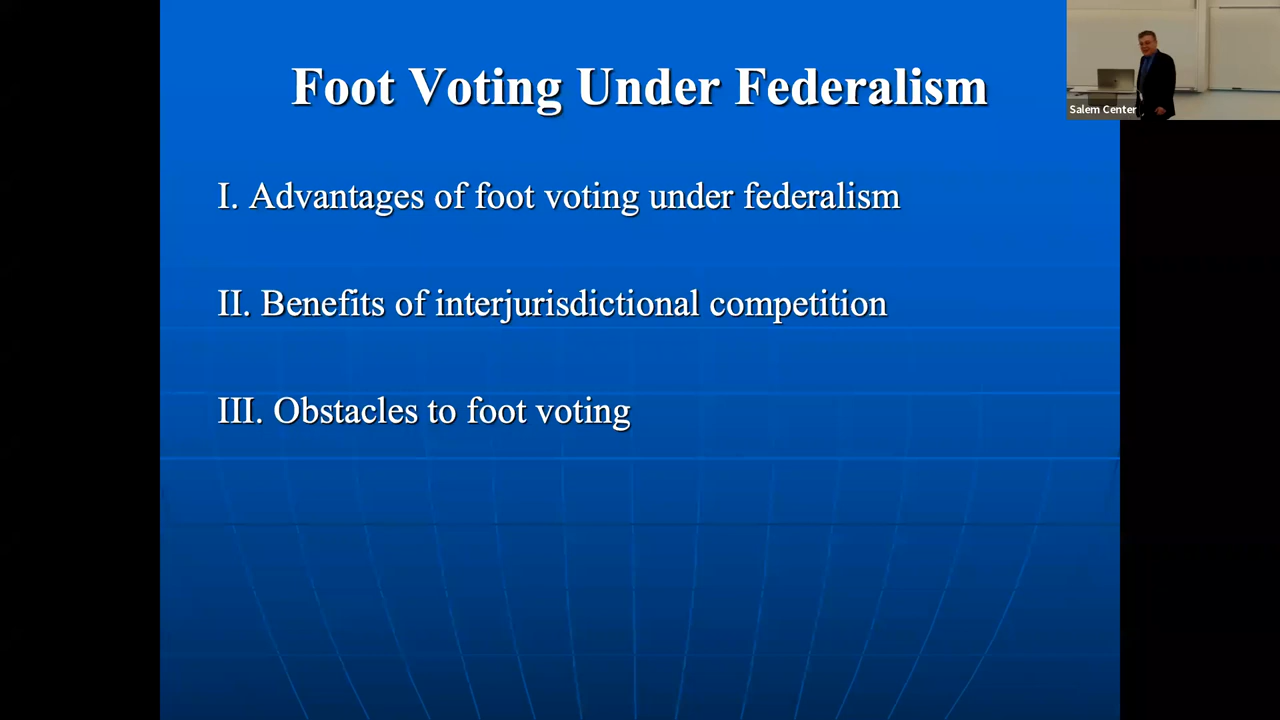 Foot Voting Under Federalism
Salem Center
I. Advantages of foot voting under federalism
II. Benefits of interjurisdictional competition
III. Obstacles to foot voting